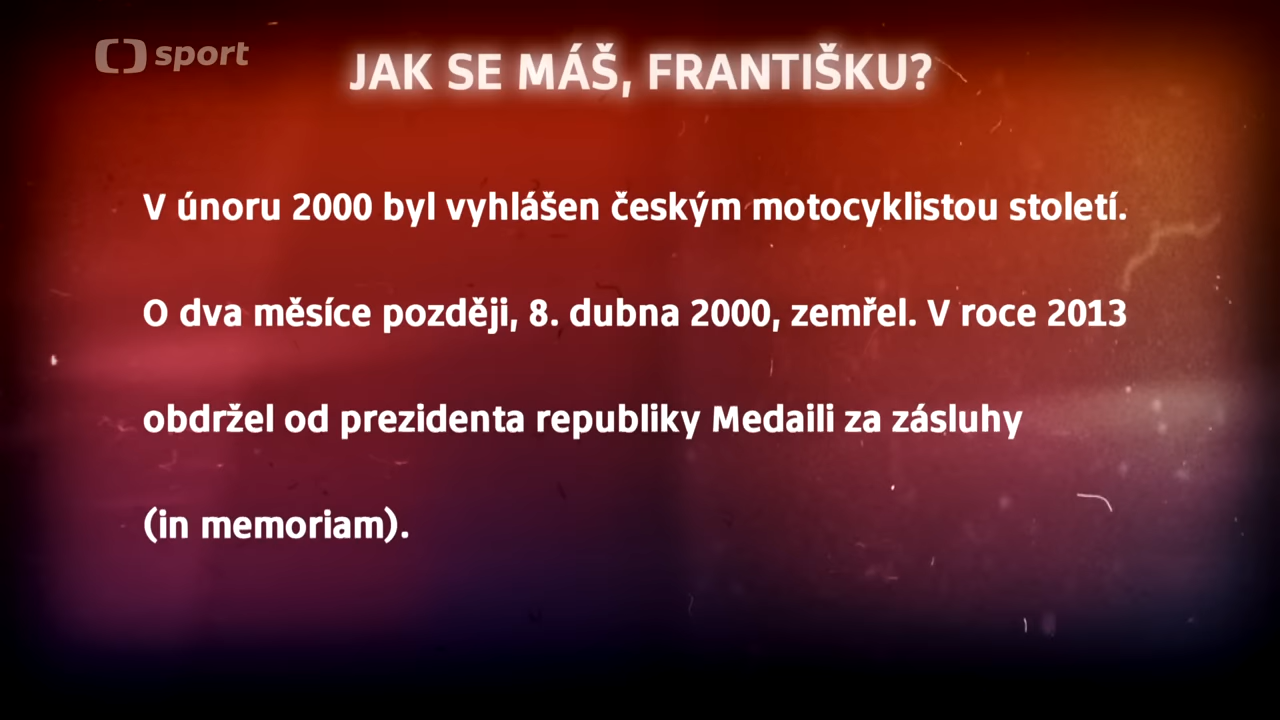 sport
JAK SE MÁŠ, FRANTIŠKU?
V únoru 2000 byl vyhlášen českým motocyklistou století.
O dva měsíce později, 8. dubna 2000, zemřel. V roce 2013
obdržel od prezidenta republiky Medaili za zásluhy
(in memoriam).